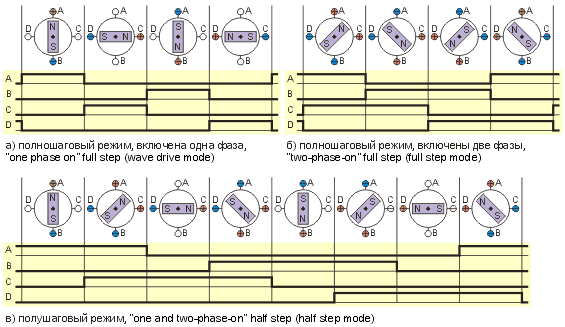 A A A A A A A A
D C D C D C D C D C D C D C D C
N S S N S N N S
B B B B B B B B
A A
B B
C C
D D
а) полношаговый режим, включена одна фаза,
"one phase on" full step (wave drive mode)
б) полношаговый режим, включены две фазы,
"two-phase-on" full step (full step mode)
A A A A A A A A
D C D C D C D C D C D C D C D C
B B B B B B B B
A
B
C
D
в) полушаговый режим, "one and two-phase-on" half step (half step mode)